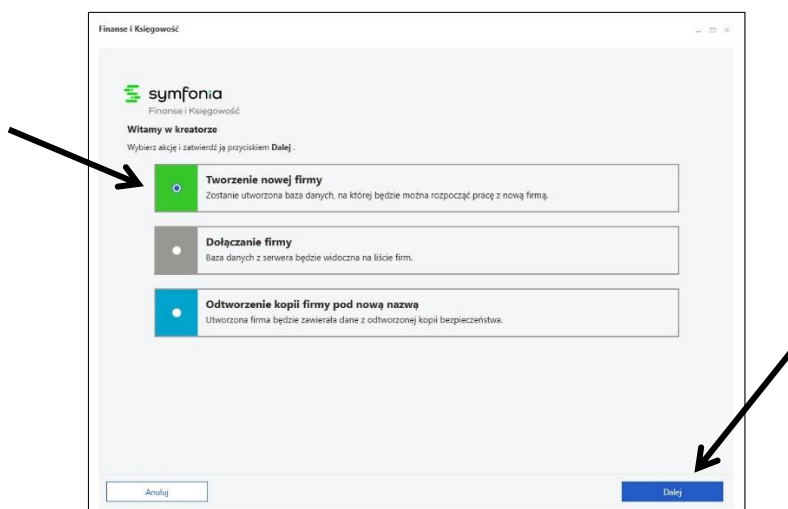 Finanse i Księgowość
symfonia
Finanse i Księgowość
Witamy w kreatorze
Wybierz akcję i zatwierdź ją przyciskiem Dalej .
Tworzenie nowej firmy
Zostanie utworzona baza danych, na której będzie można rozpocząć pracę z nową firmą.
Dołączanie firmy
Baza danych z serwera będzie widoczna na liście firm.
Odtworzenie kopii firmy pod nową nazwą
Utworzona firma będzie zawierała dane z odtworzonej kopii bezpieczeństwa.
Anuluj
Dalej